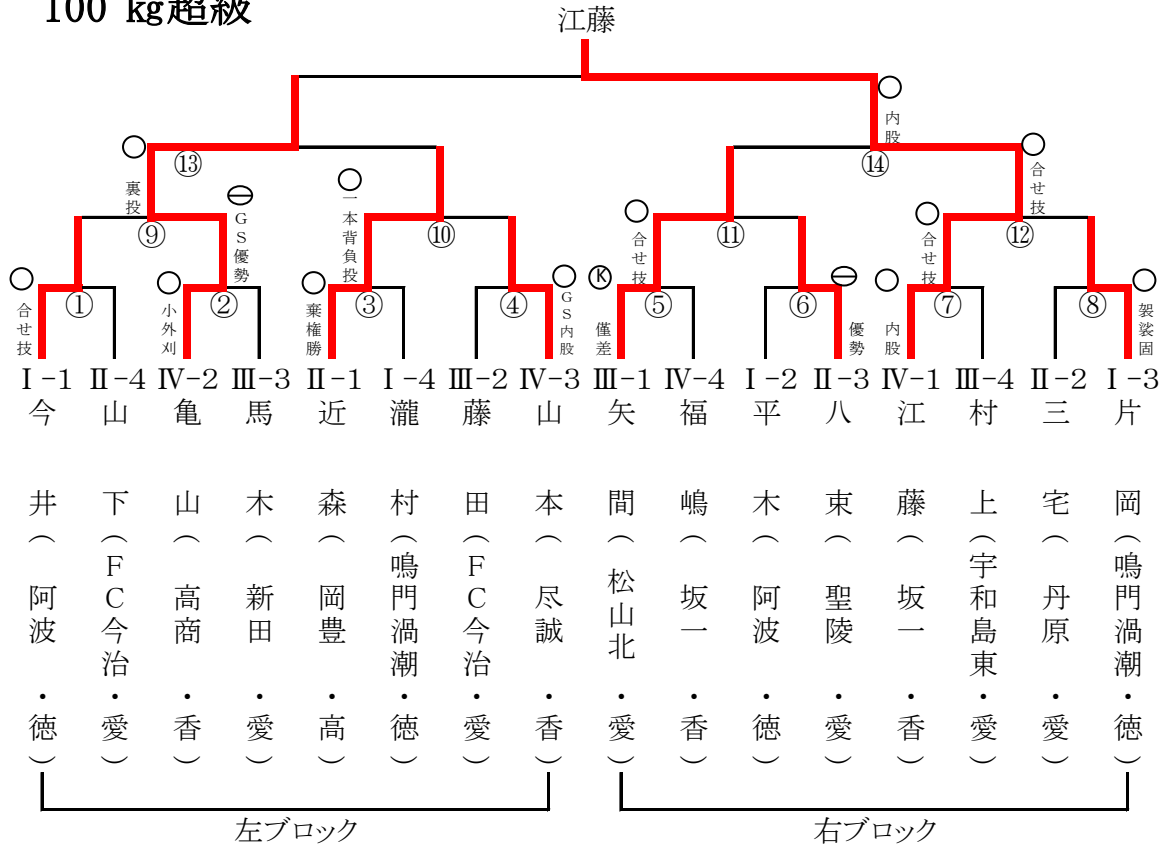 100 kg超級
江藤
内股
⑬
⑭
裏投
GS優勢
一本背負投
合せ技
合せ技
合せ技
⑨
⑩
⑪
⑫
合せ技
①
小外刈
②
棄権勝
③
④
GS内股
Ⓚ
僅差
⑤
⑥
優勢
内股
⑦
⑧
袈裟固
Ⅰ-1 Ⅱ-4 Ⅳ-2 Ⅲ-3 Ⅱ-1 Ⅰ-4 Ⅲ-2 Ⅳ-3 Ⅲ-1 Ⅳ-4 Ⅰ-2 Ⅱ-3 Ⅳ-1 Ⅲ-4 Ⅱ-2 Ⅰ-3
今井(阿波・徳)
山下(FC今治・愛)
亀山(高商・香)
馬木(新田・愛)
近森(岡豊・高)
瀧村(鳴門渦潮・徳)
藤田(FC今治・愛)
山本(尽誠・香)
矢間(松山北・愛)
福嶋(坂一・香)
平木(阿波・徳)
八束(聖陵・愛)
江藤(坂一・香)
村上(宇和島東・愛)
三宅(丹原・愛)
片岡(鳴門渦潮・徳)
左ブロック
右ブロック